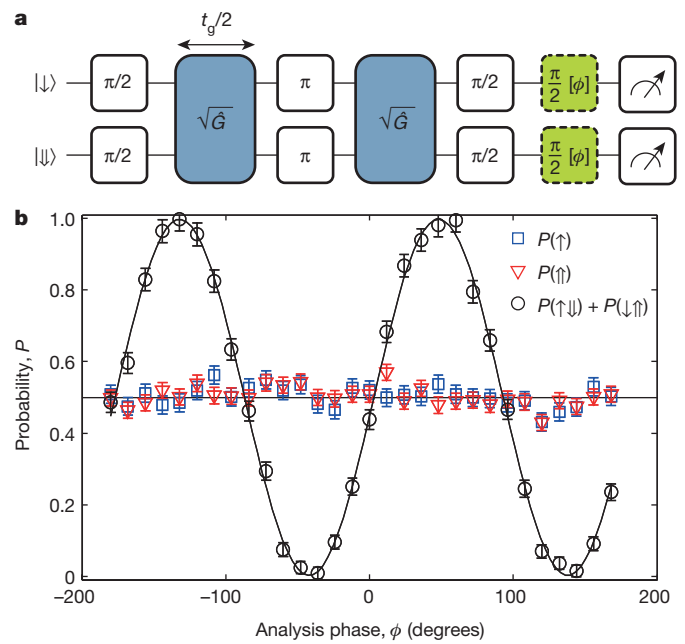 a
t_g/2
|↓⟩ π/2 √Ĝ π √Ĝ π/2 π/2 [ϕ]
|⇓⟩ π/2 π π/2 π/2 [ϕ]
b
1.0
0.8
0.6
0.4
0.2
0
Probability, P
P(↑)
P(⇑)
P(↑⇓) + P(↓⇑)
−200 −100 0 100 200
Analysis phase, ϕ (degrees)